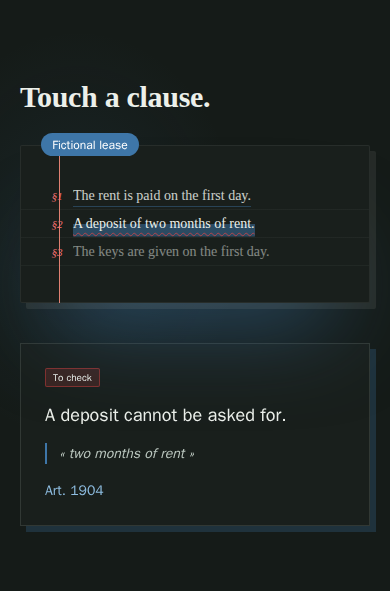 Touch a clause.
Fictional lease
§1 The rent is paid on the first day.
§2 A deposit of two months of rent.
§3 The keys are given on the first day.
To check
A deposit cannot be asked for.
« two months of rent »
Art. 1904